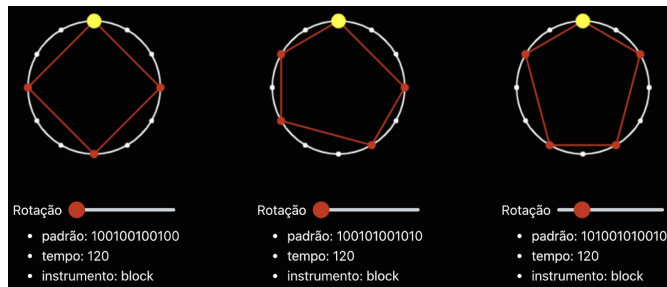 Rotação
padrão: 100100100100
tempo: 120
instrumento: block
Rotação
padrão: 100101001010
tempo: 120
instrumento: block
Rotação
padrão: 101001010010
tempo: 120
instrumento: block